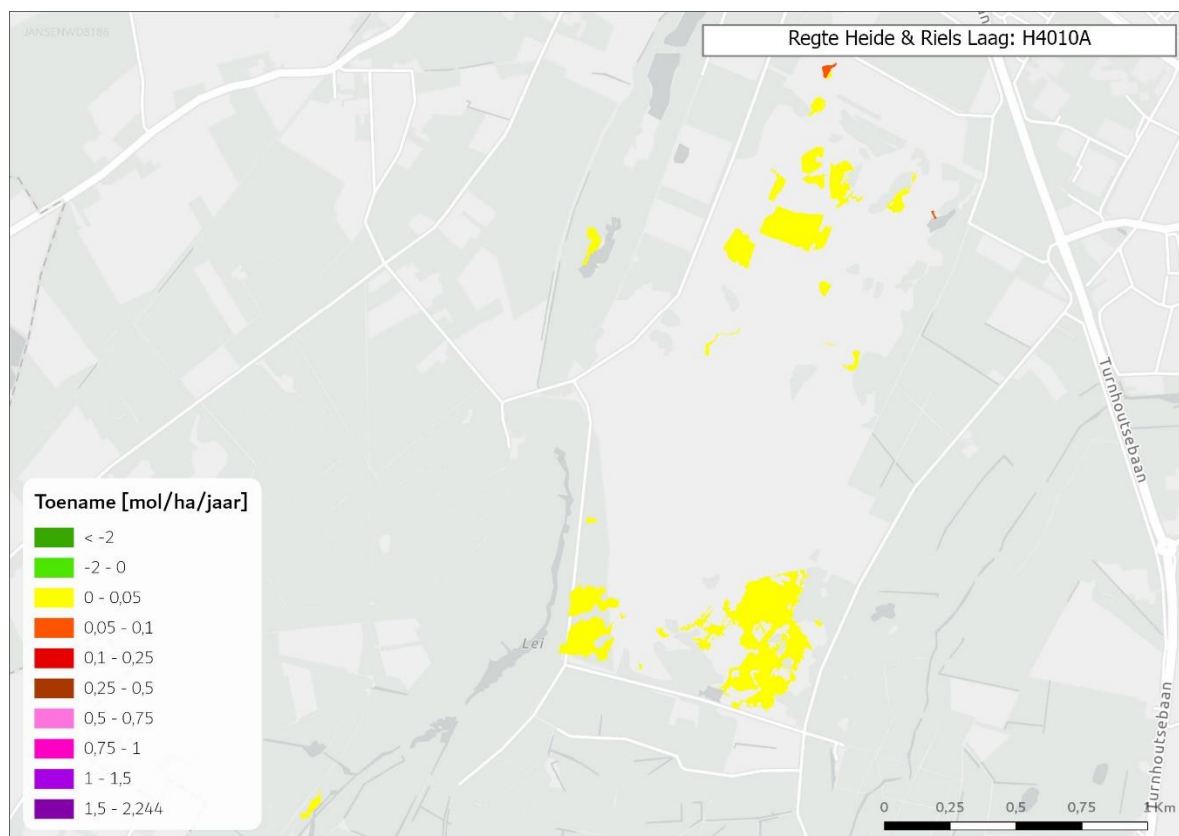 JANSENWD8186
Regte Heide & Riels Laag: H4010A
Turnhoutsebaan
Lei
Turnhoutsebaan
Toename [mol/ha/jaar]
< -2
-2 - 0
0 - 0,05
0,05 - 0,1
0,1 - 0,25
0,25 - 0,5
0,5 - 0,75
0,75 - 1
1 - 1,5
1,5 - 2,244
0 0,25 0,5 0,75 1 Km